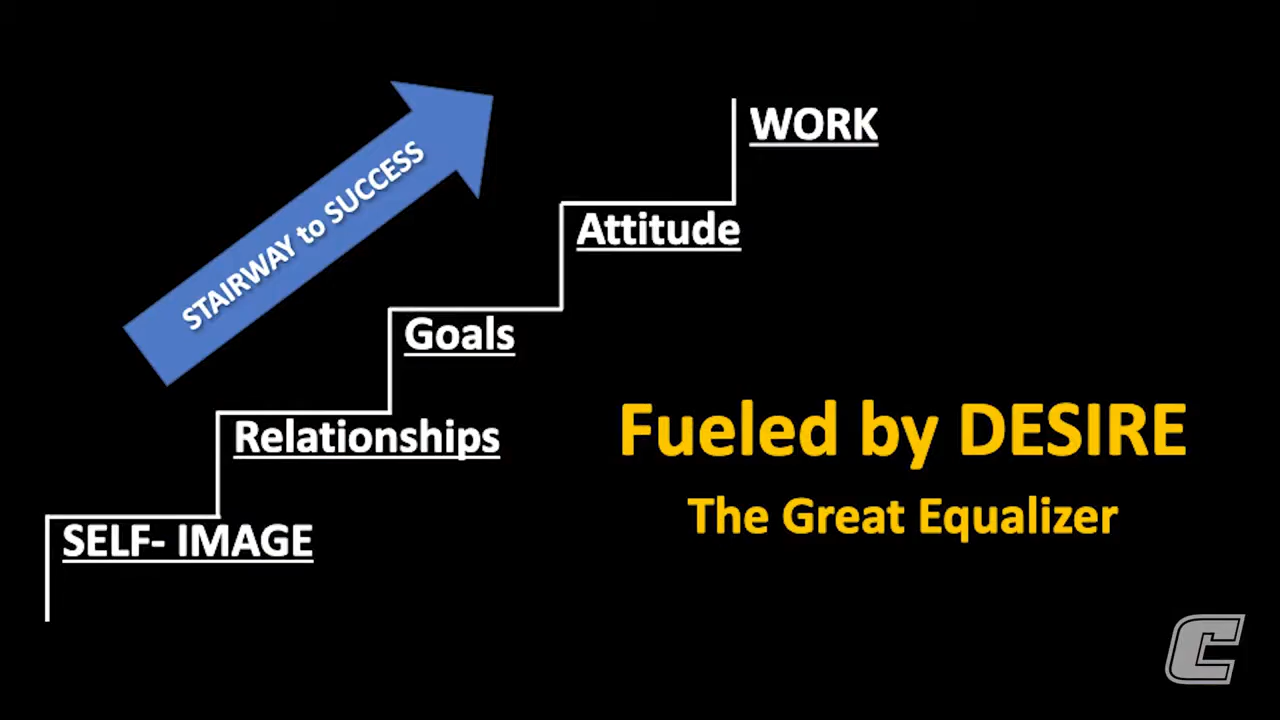 STAIRWAY to SUCCESS
WORK
Attitude
Goals
Relationships
SELF- IMAGE
Fueled by DESIRE
The Great Equalizer
C